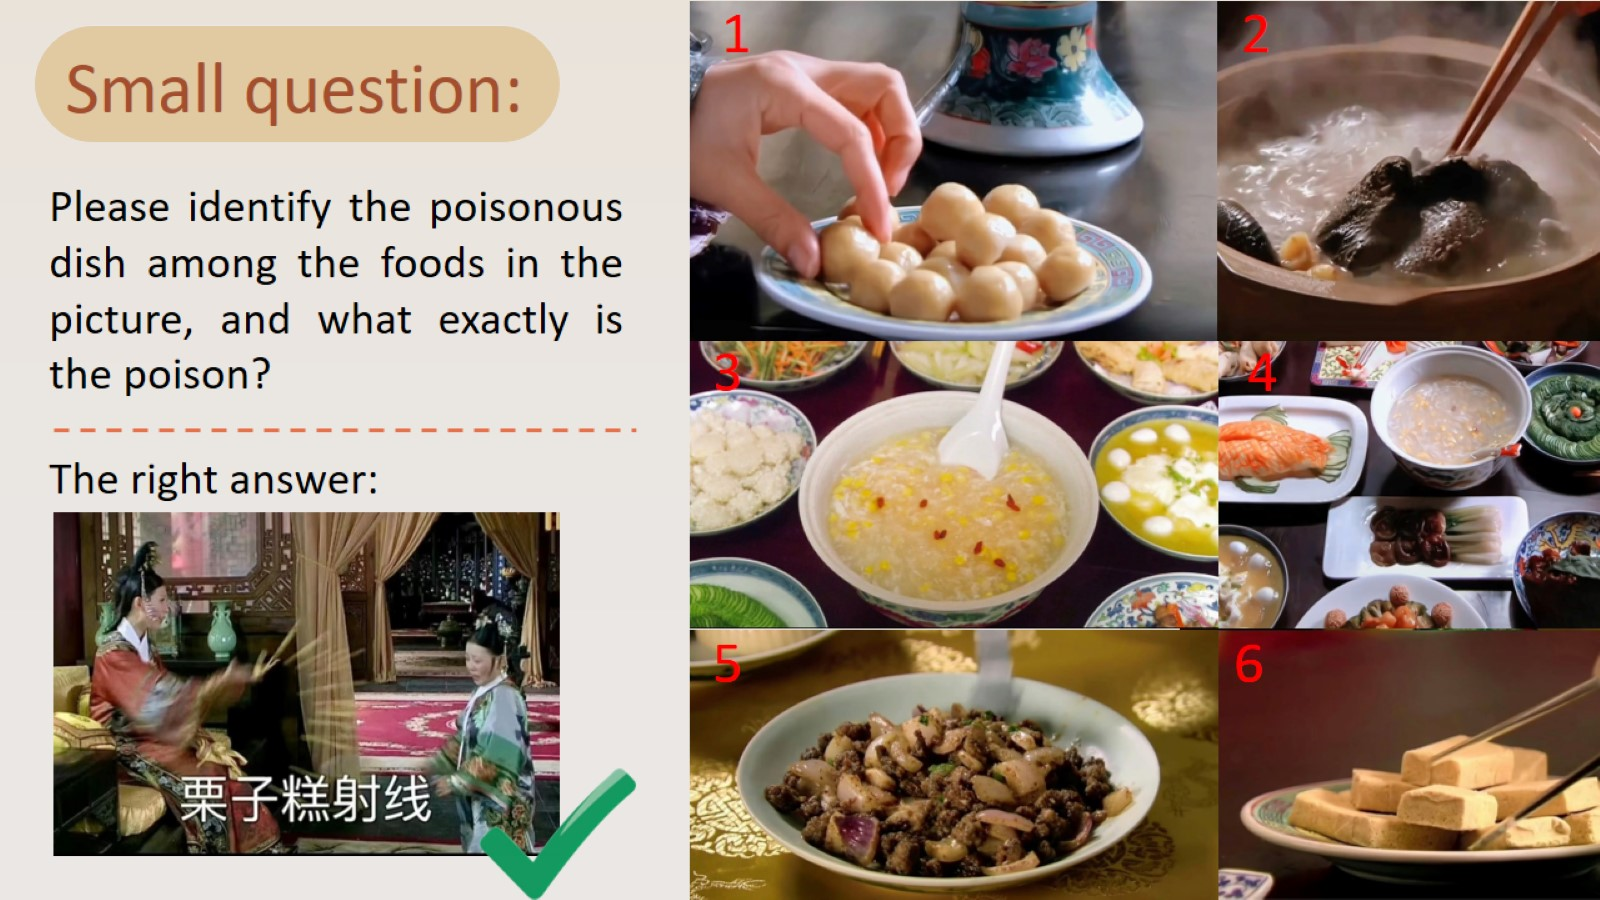 Small question:
Please identify the poisonous
dish among the foods in the
picture, and what exactly is
the poison?
The right answer:
栗子糕射线
1
2
3
4
5
6